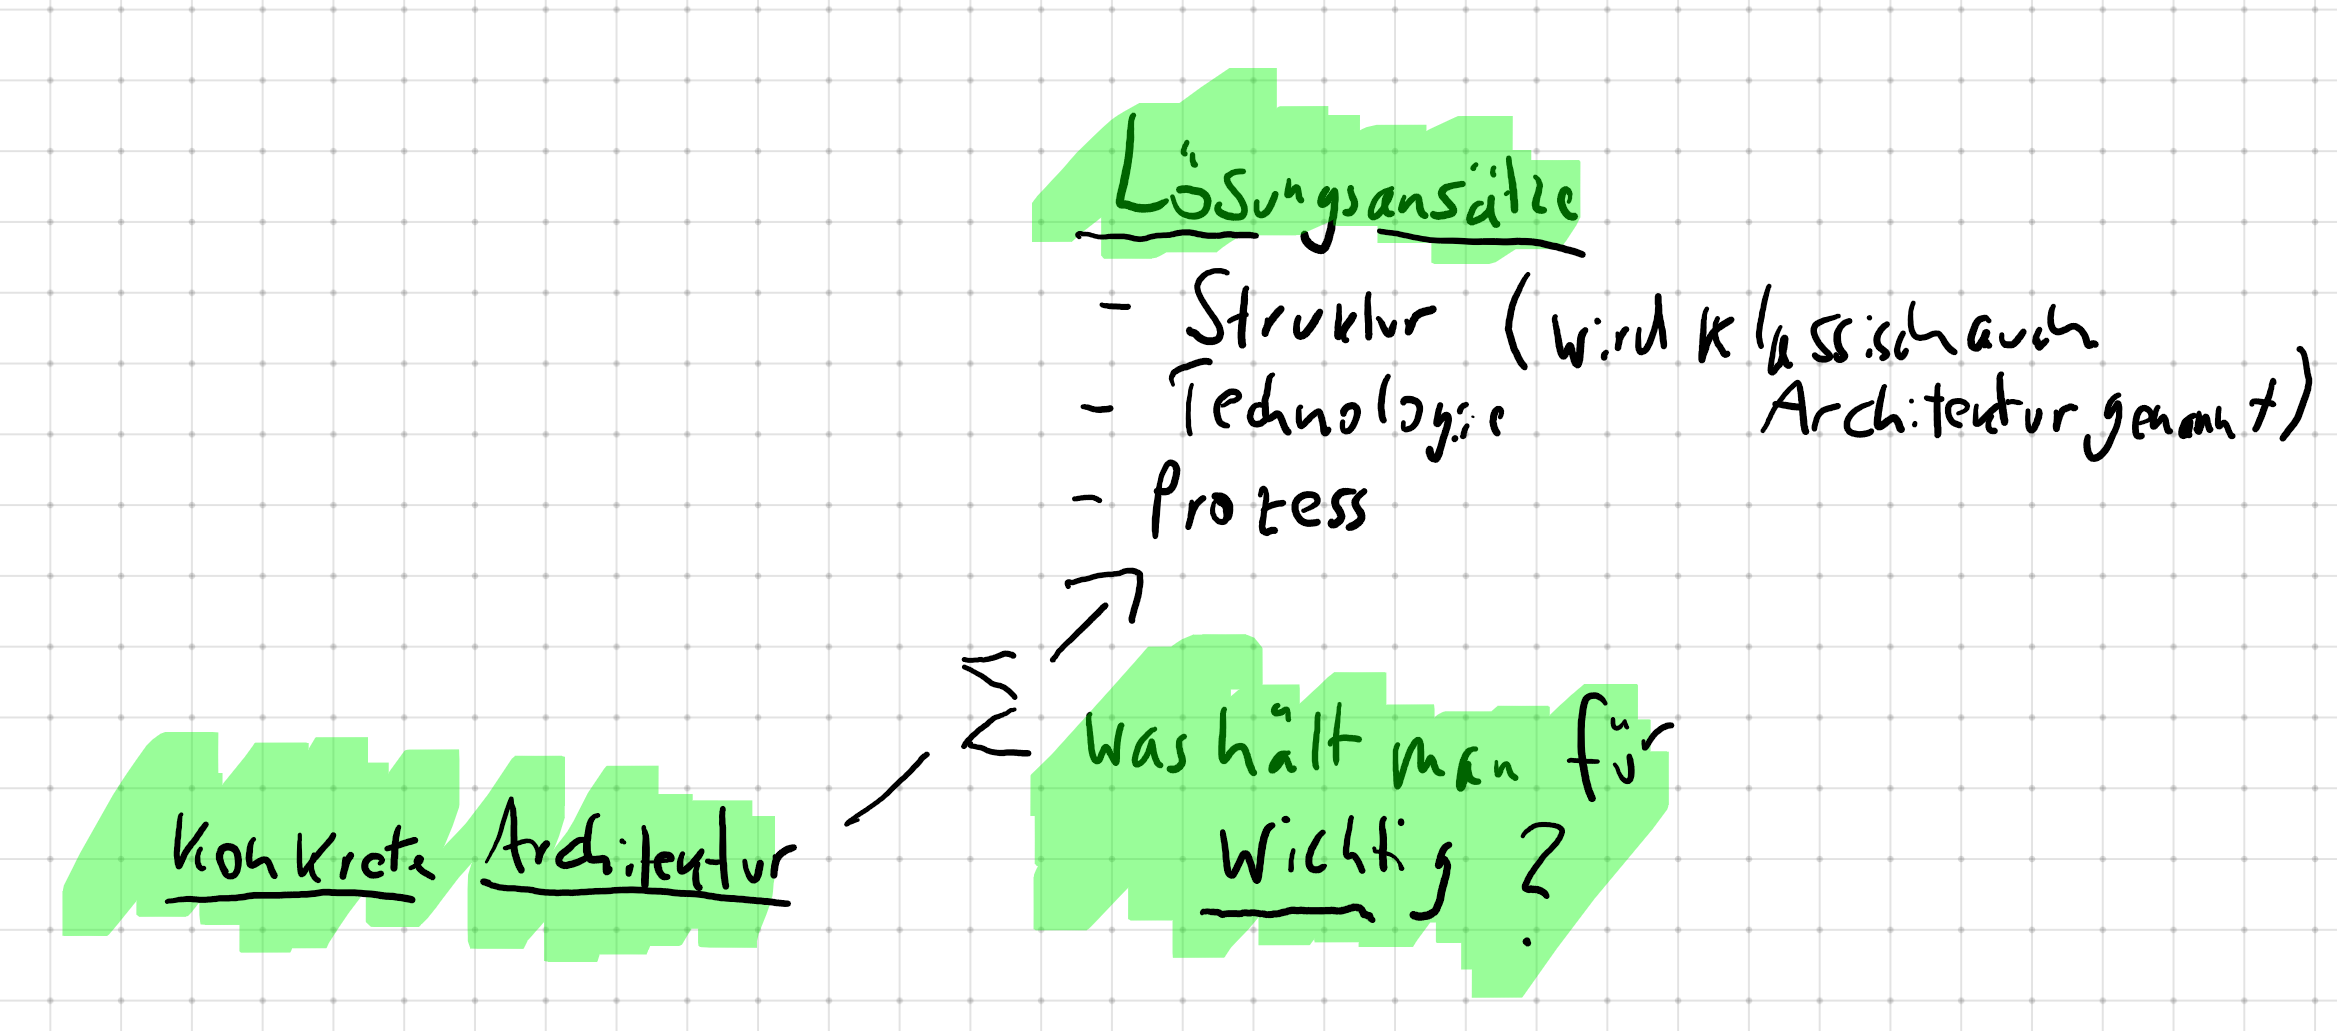 Lösungsansätze
- Struktur (wird klassisch auch
Architektur genannt)
- Technologie
- Prozess
Σ
Was hält man für
wichtig?
Konkrete Architektur